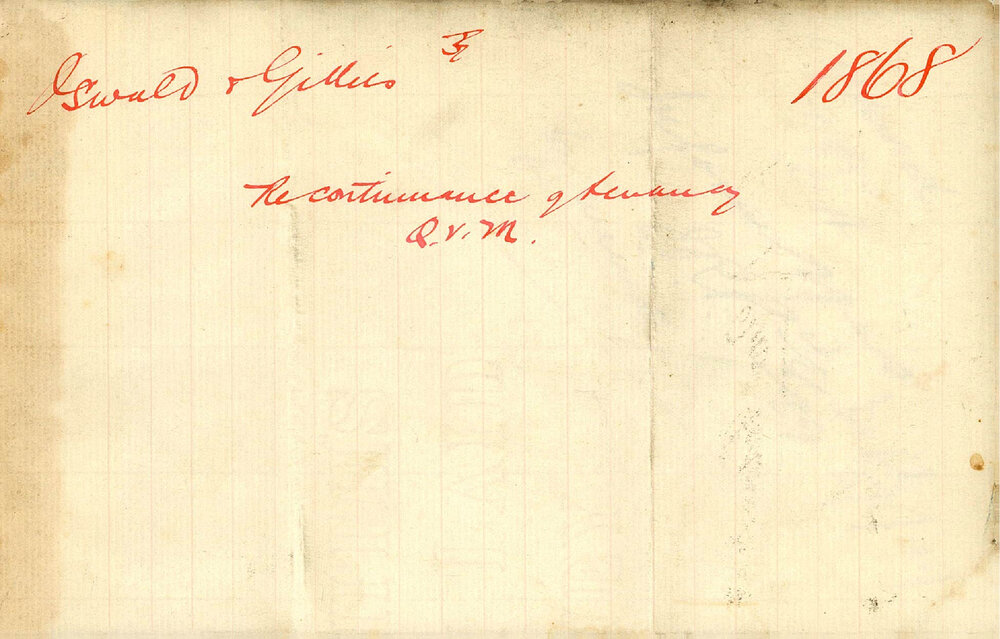 Oswald & Gillies 1868
Re continuance of tenancy
Q.V.M.